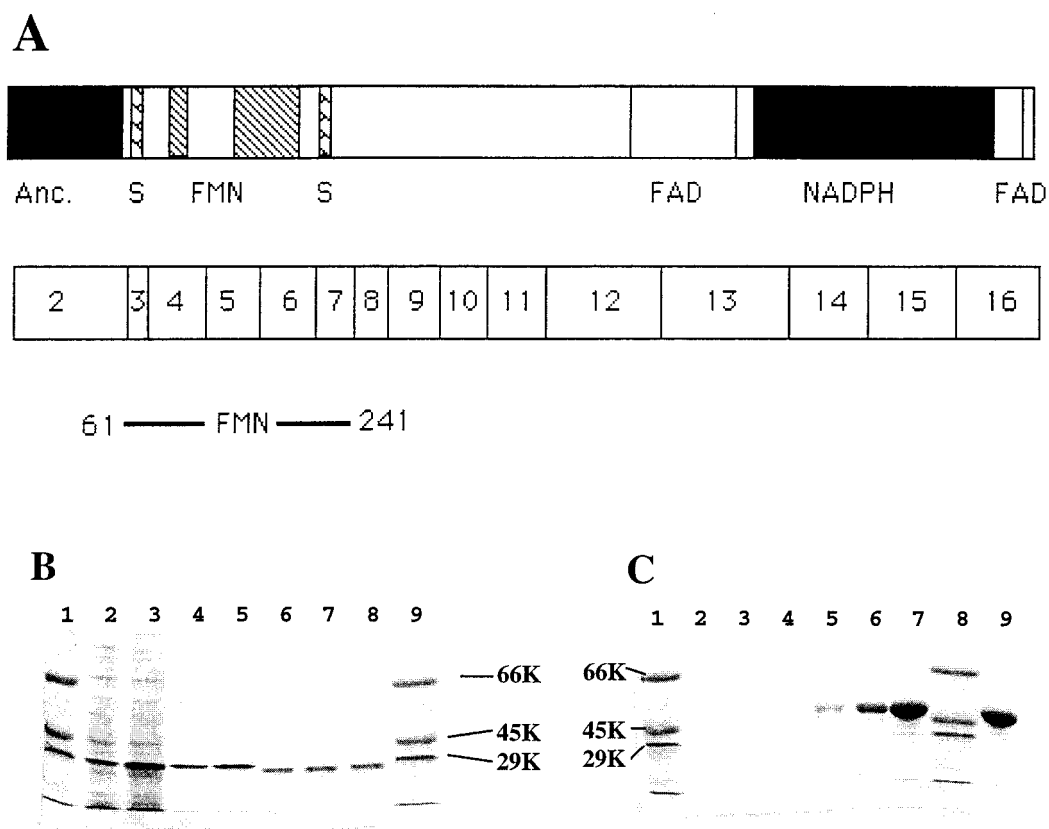 A
Anc. S FMN S FAD NADPH FAD
2 3 4 5 6 7 8 9 10 11 12 13 14 15 16
61 FMN 241
B
1 2 3 4 5 6 7 8 9
66K
45K
29K
C
1 2 3 4 5 6 7 8 9
66K
45K
29K